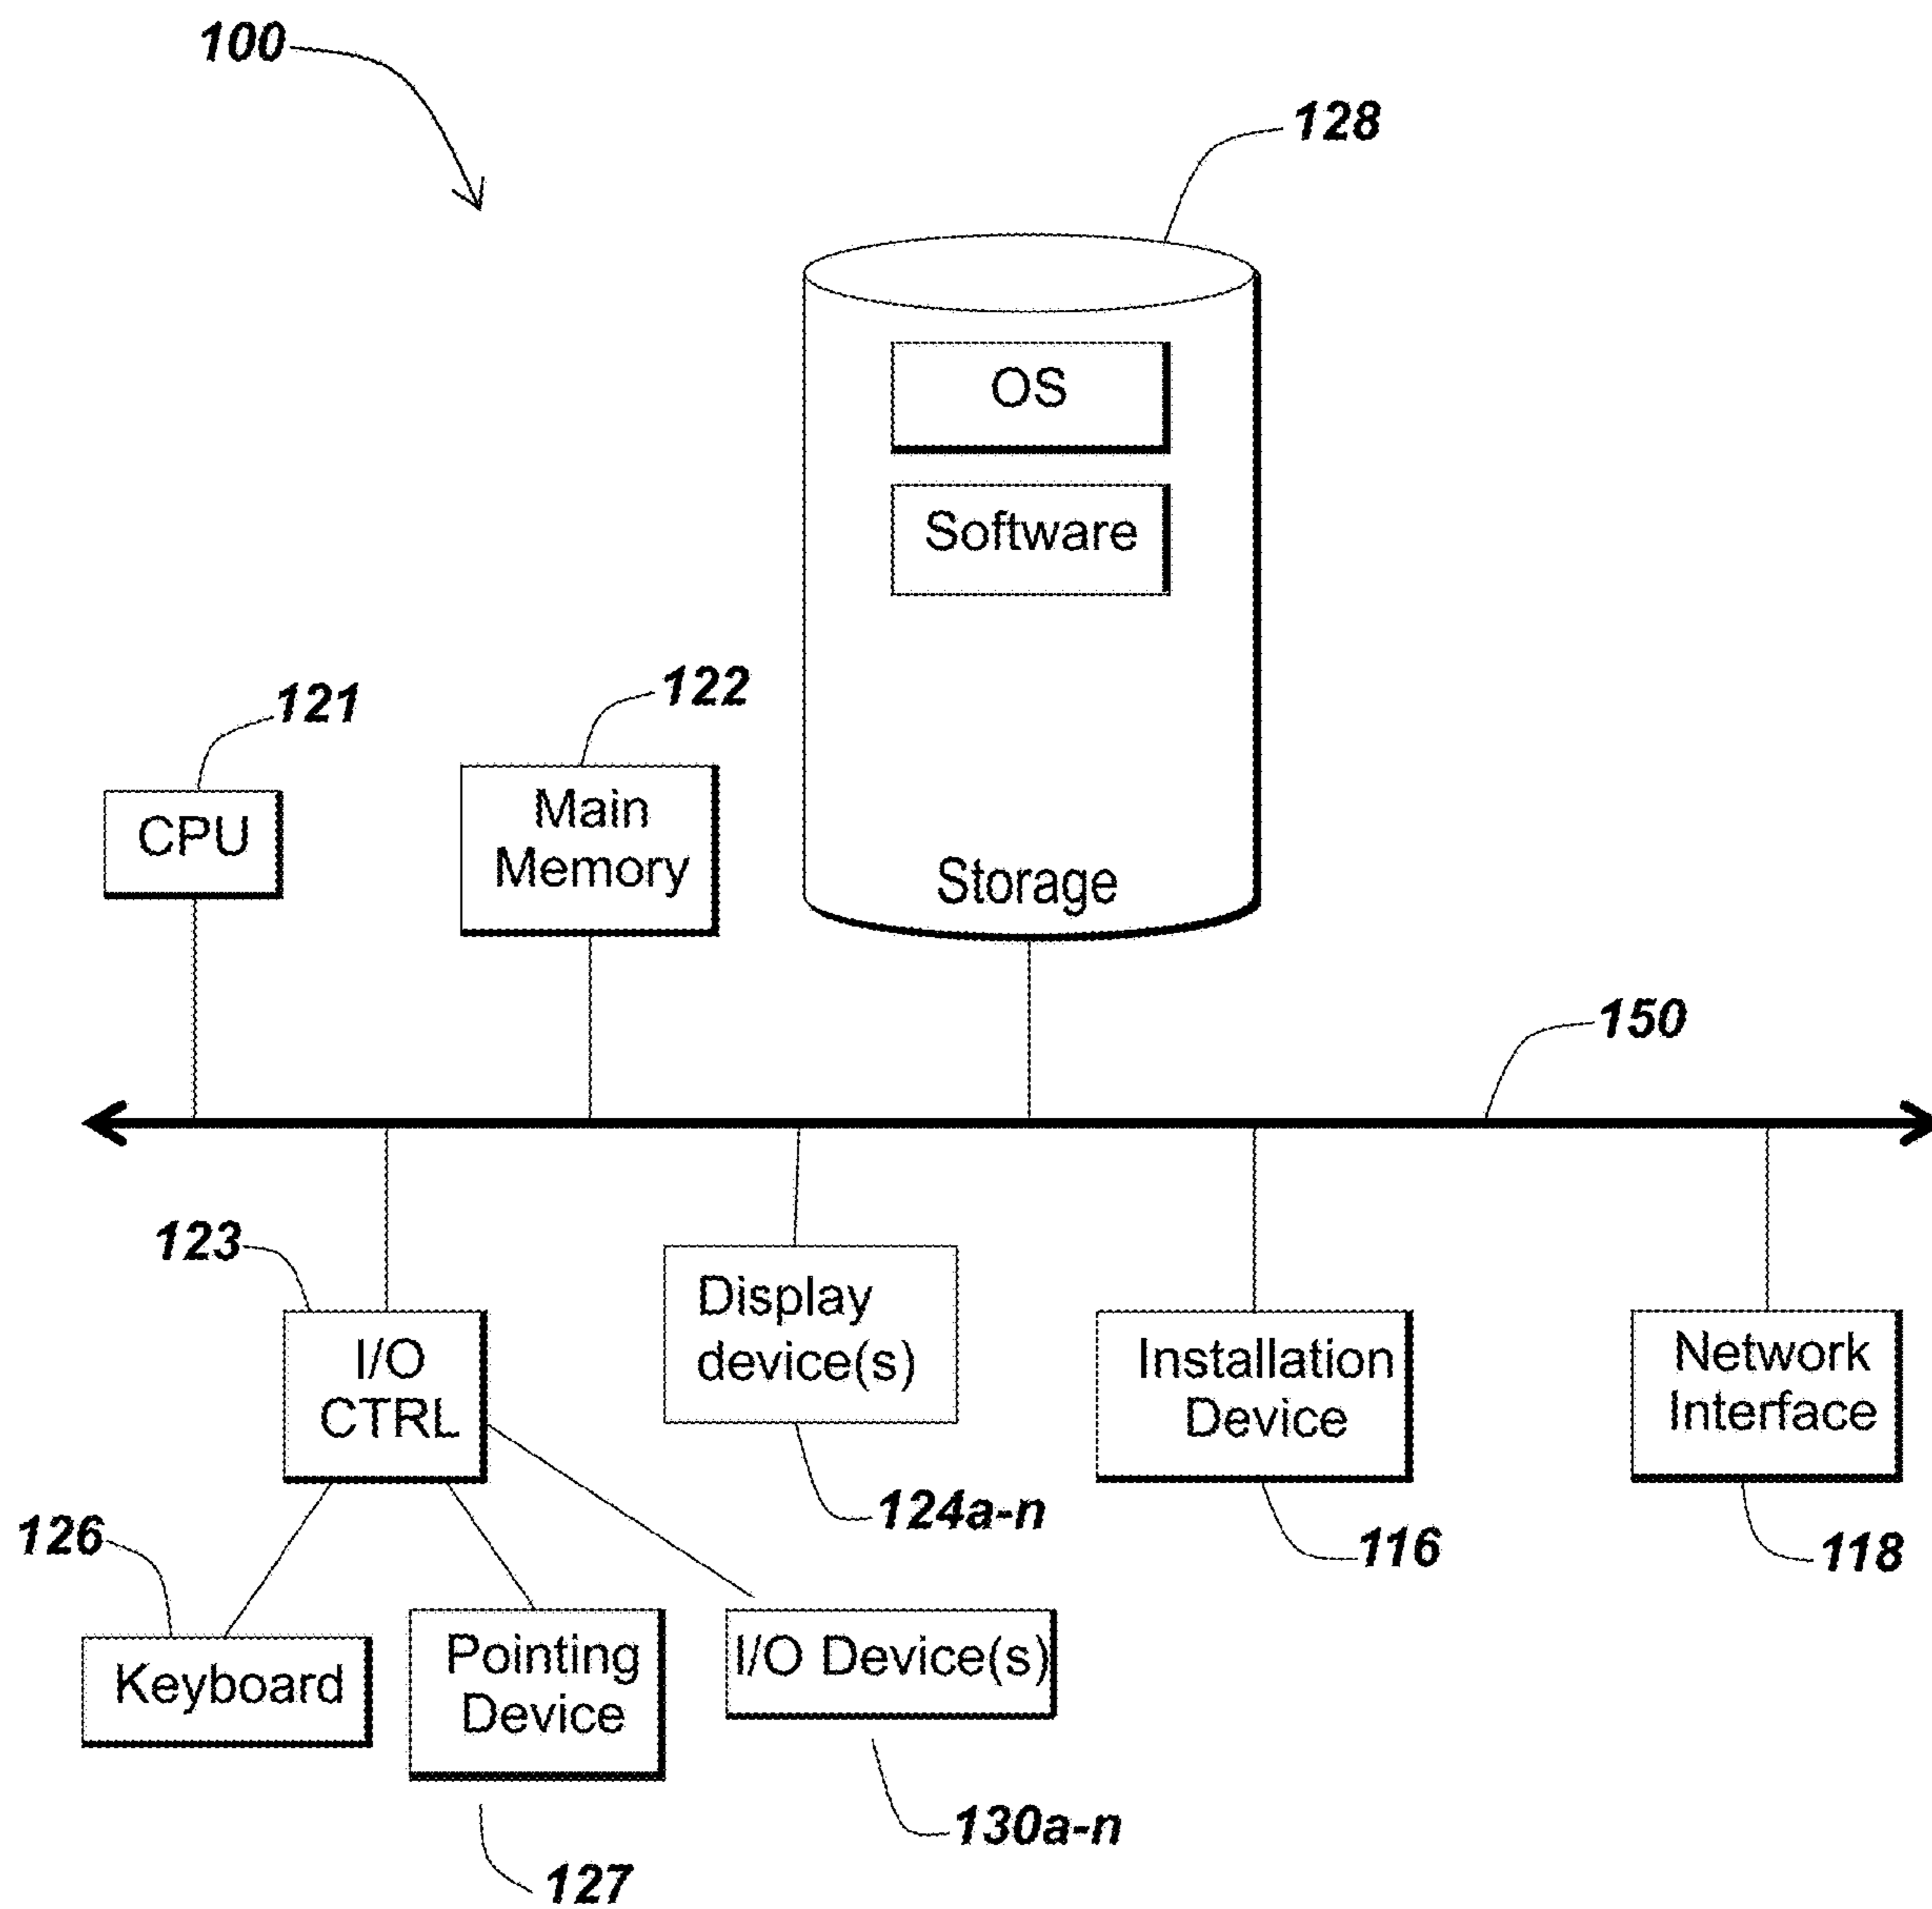 100
128
OS
Software
121
122
CPU
Main
Memory
Storage
150
123
Display
device(s)
I/O
CTRL
Installation
Device
Network
Interface
124a-n
126
116
118
Keyboard
Pointing
Device
I/O Device(s)
130a-n
127